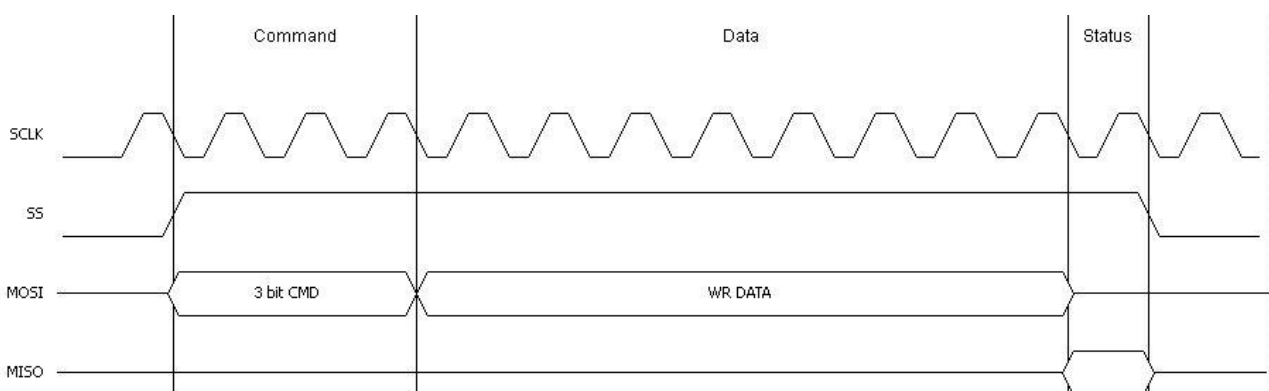 Command Data Status
SCLK
SS
MOSI 3 bit CMD WR DATA
MISO